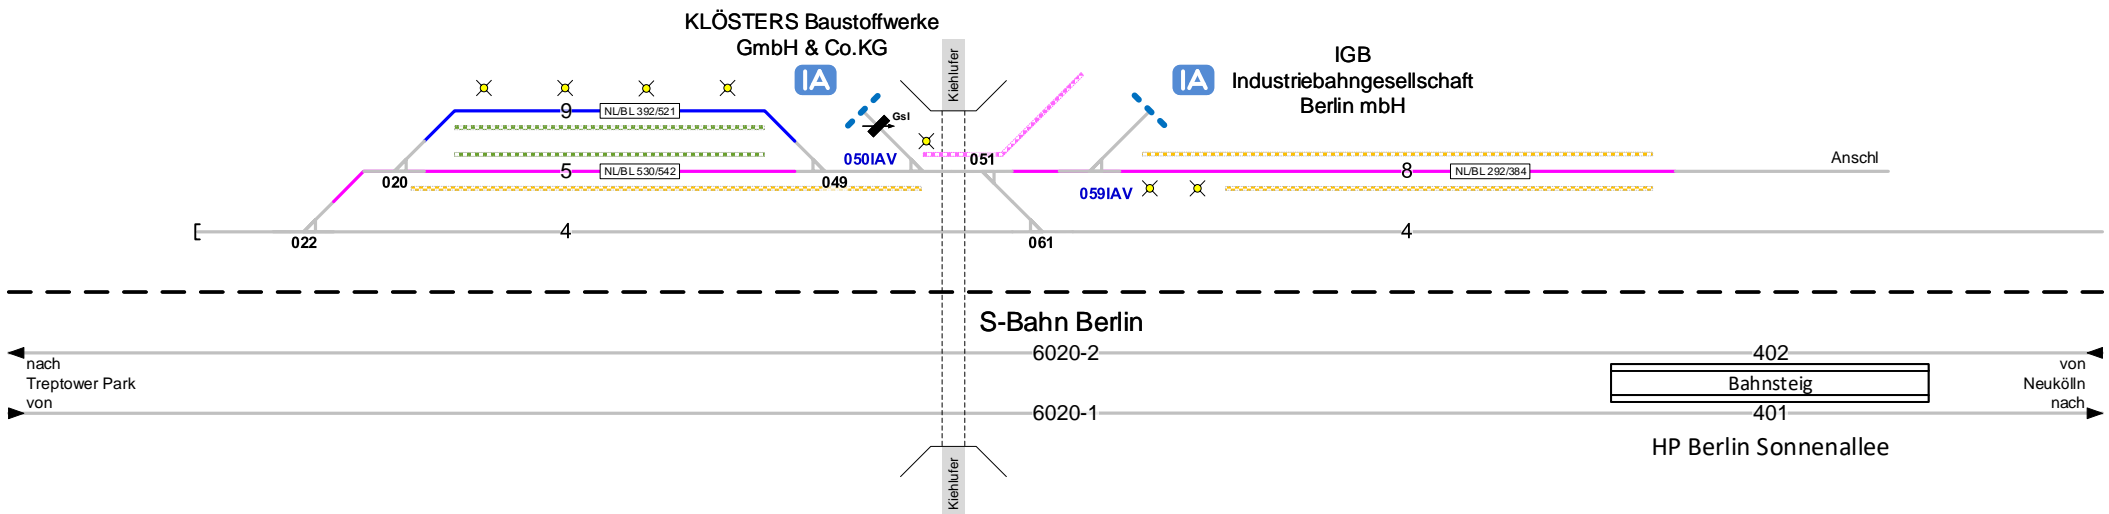 KLÖSTERS Baustoffwerke
GmbH & Co.KG
IA
Kiehlufer
IGB
Industriebahngesellschaft
Berlin mbH
IA
9
NL/BL 392/521
Gsl
050IAV
051
020
5
NL/BL 530/542
049
059IAV
8
NL/BL 292/384
Anschl
022
4
061
4
S-Bahn Berlin
6020-2
402
nach
Treptower Park
von
Bahnsteig
von
Neukölln
nach
6020-1
401
HP Berlin Sonnenallee
Kiehlufer